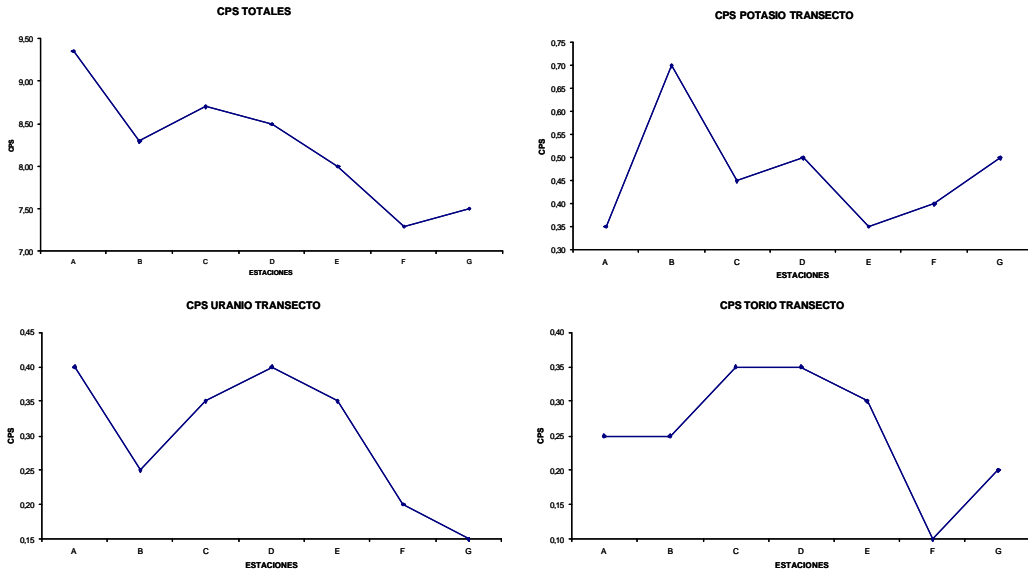 CPS TOTALES
9,50
9,00
8,50
8,00
7,50
7,00
CPS
A B C D E F G
ESTACIONES
CPS POTASIO TRANSECTO
0,75
0,70
0,65
0,60
0,55
0,50
0,45
0,40
0,35
0,30
CPS
A B C D E F G
ESTACIONES
CPS URANIO TRANSECTO
0,45
0,40
0,35
0,30
0,25
0,20
0,15
CPS
A B C D E F G
ESTACIONES
CPS TORIO TRANSECTO
0,40
0,35
0,30
0,25
0,20
0,15
0,10
CPS
A B C D E F G
ESTACIONES